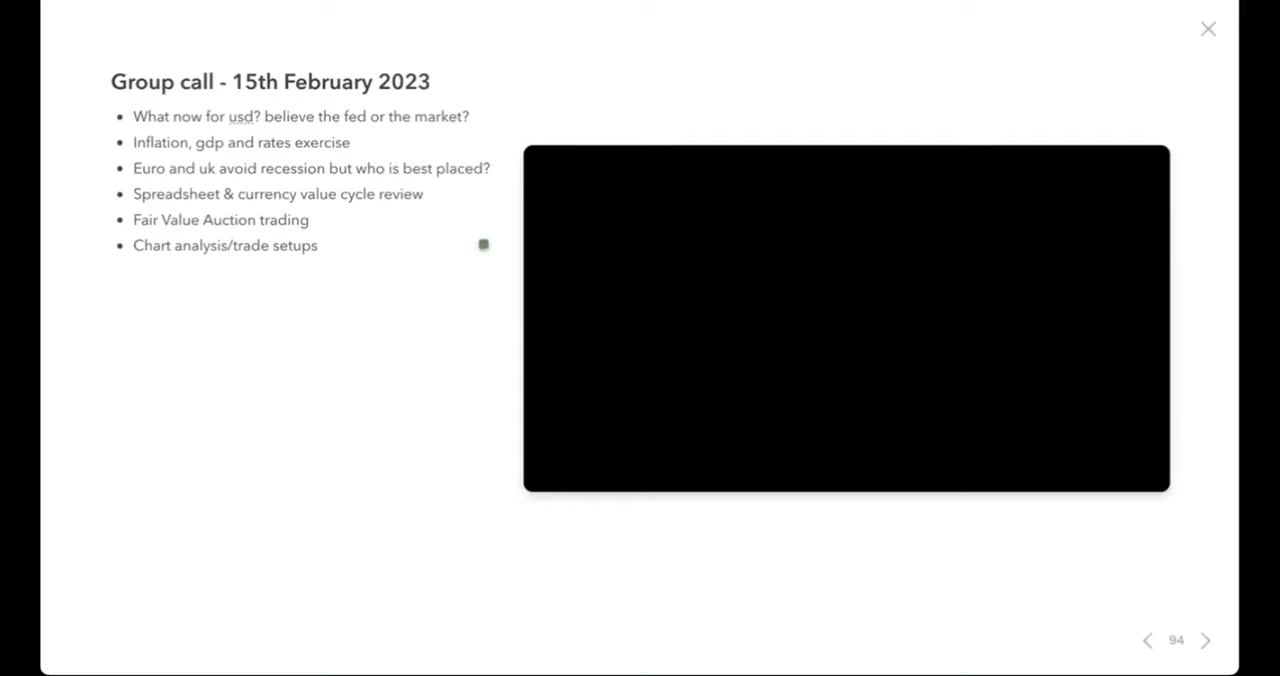 Group call - 15th February 2023
• What now for usd? believe the fed or the market?
• Inflation, gdp and rates exercise
• Euro and uk avoid recession but who is best placed?
• Spreadsheet & currency value cycle review
• Fair Value Auction trading
• Chart analysis/trade setups
94